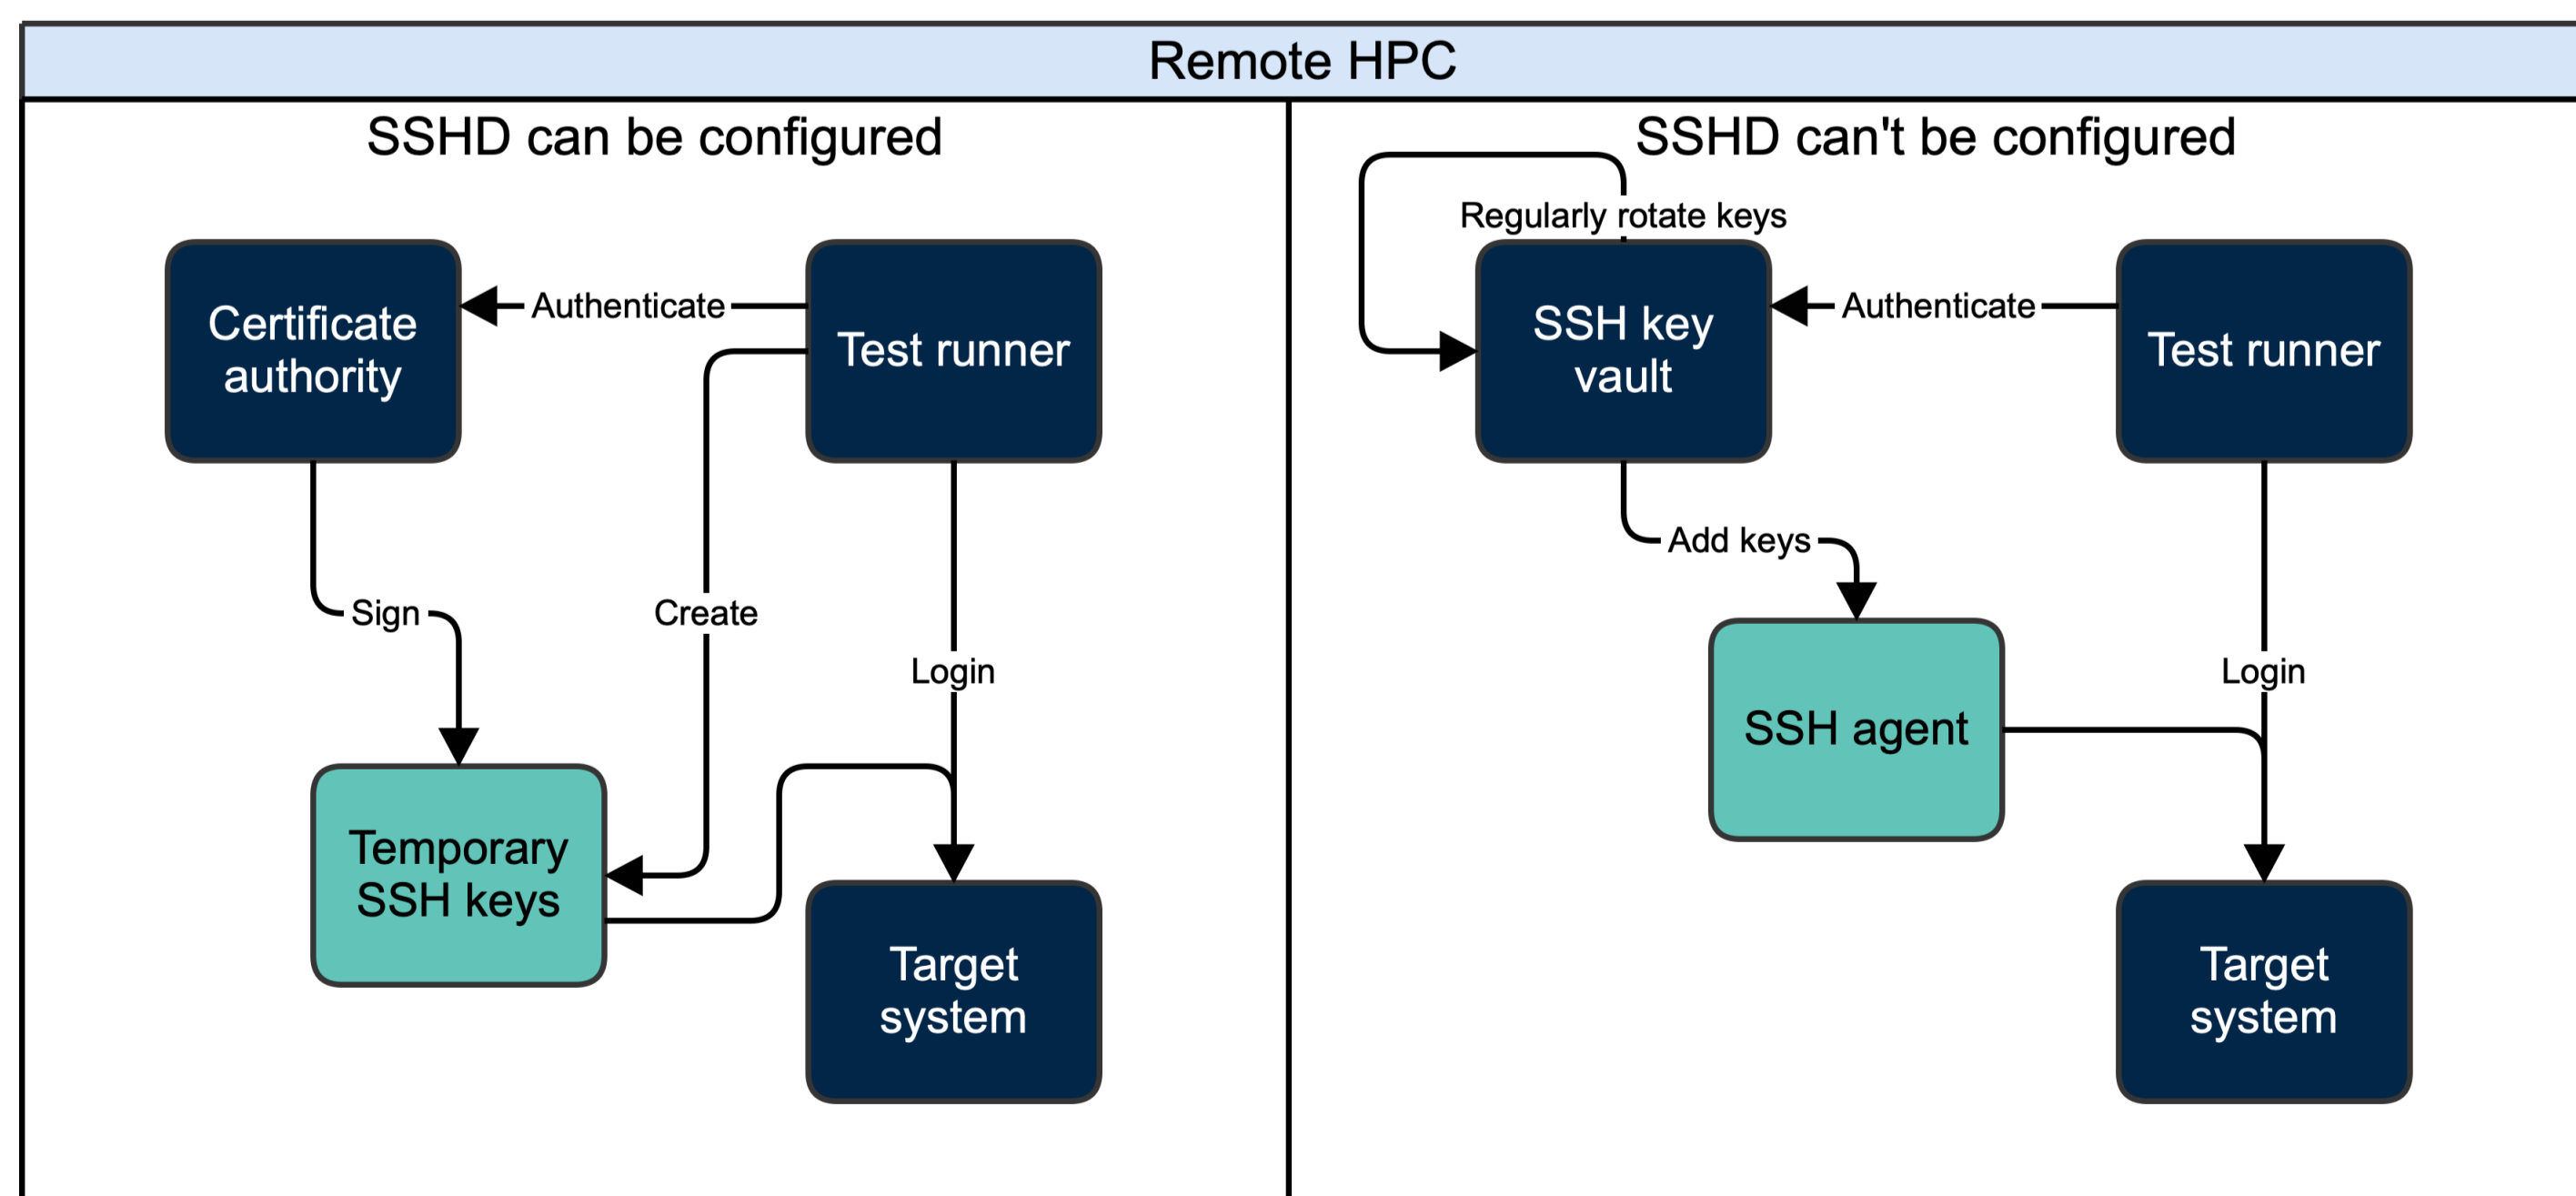 Remote HPC
SSHD can be configured
Certificate
authority
Authenticate
Test runner
Sign
Create
Login
Temporary
SSH keys
Target
system
SSHD can't be configured
Regularly rotate keys
SSH key
vault
Authenticate
Test runner
Add keys
Login
SSH agent
Target
system